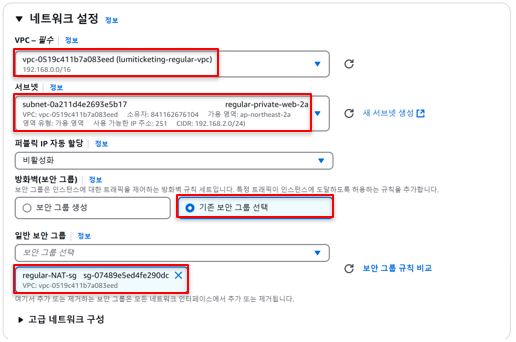 ▼ 네트워크 설정 정보
VPC – 필수 정보
vpc-0519c411b7a083eed (lumiticketing-regular-vpc)
192.168.0.0/16
서브넷 정보
subnet-0a211d4e2693e5b17 regular-private-web-2a
VPC: vpc-0519c411b7a083eed 소유자: 841162676104 가용 영역: ap-northeast-2a
영역 유형: 가용 영역 사용 가능한 IP 주소: 251 CIDR: 192.168.2.0/24)
새 서브넷 생성
퍼블릭 IP 자동 할당 정보
비활성화
방화벽(보안 그룹) 정보
보안 그룹은 인스턴스에 대한 트래픽을 제어하는 방화벽 규칙 세트입니다. 특정 트래픽이 인스턴스에 도달하도록 허용하는 규칙을 추가합니다.
보안 그룹 생성
기존 보안 그룹 선택
일반 보안 그룹 정보
보안 그룹 선택
regular-NAT-sg sg-07489e5ed4fe290dc
VPC: vpc-0519c411b7a083eed
보안 그룹 규칙 비교
여기서 추가 또는 제거하는 보안 그룹은 모든 네트워크 인터페이스에서 추가 또는 제거됩니다.
▶ 고급 네트워크 구성